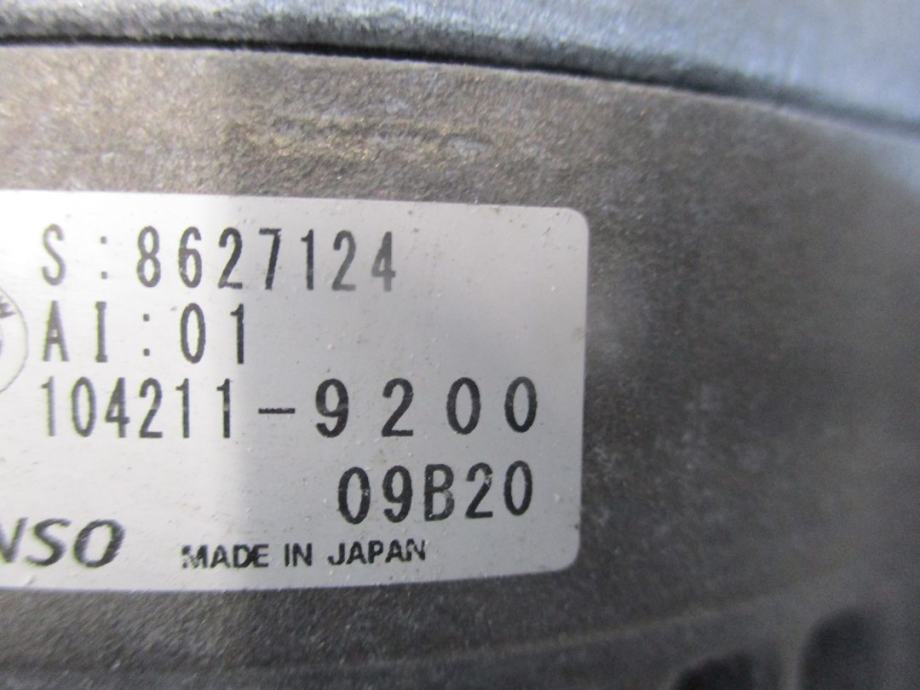 S:8627124
AI:01
104211-9200
09B20
NSO MADE IN JAPAN